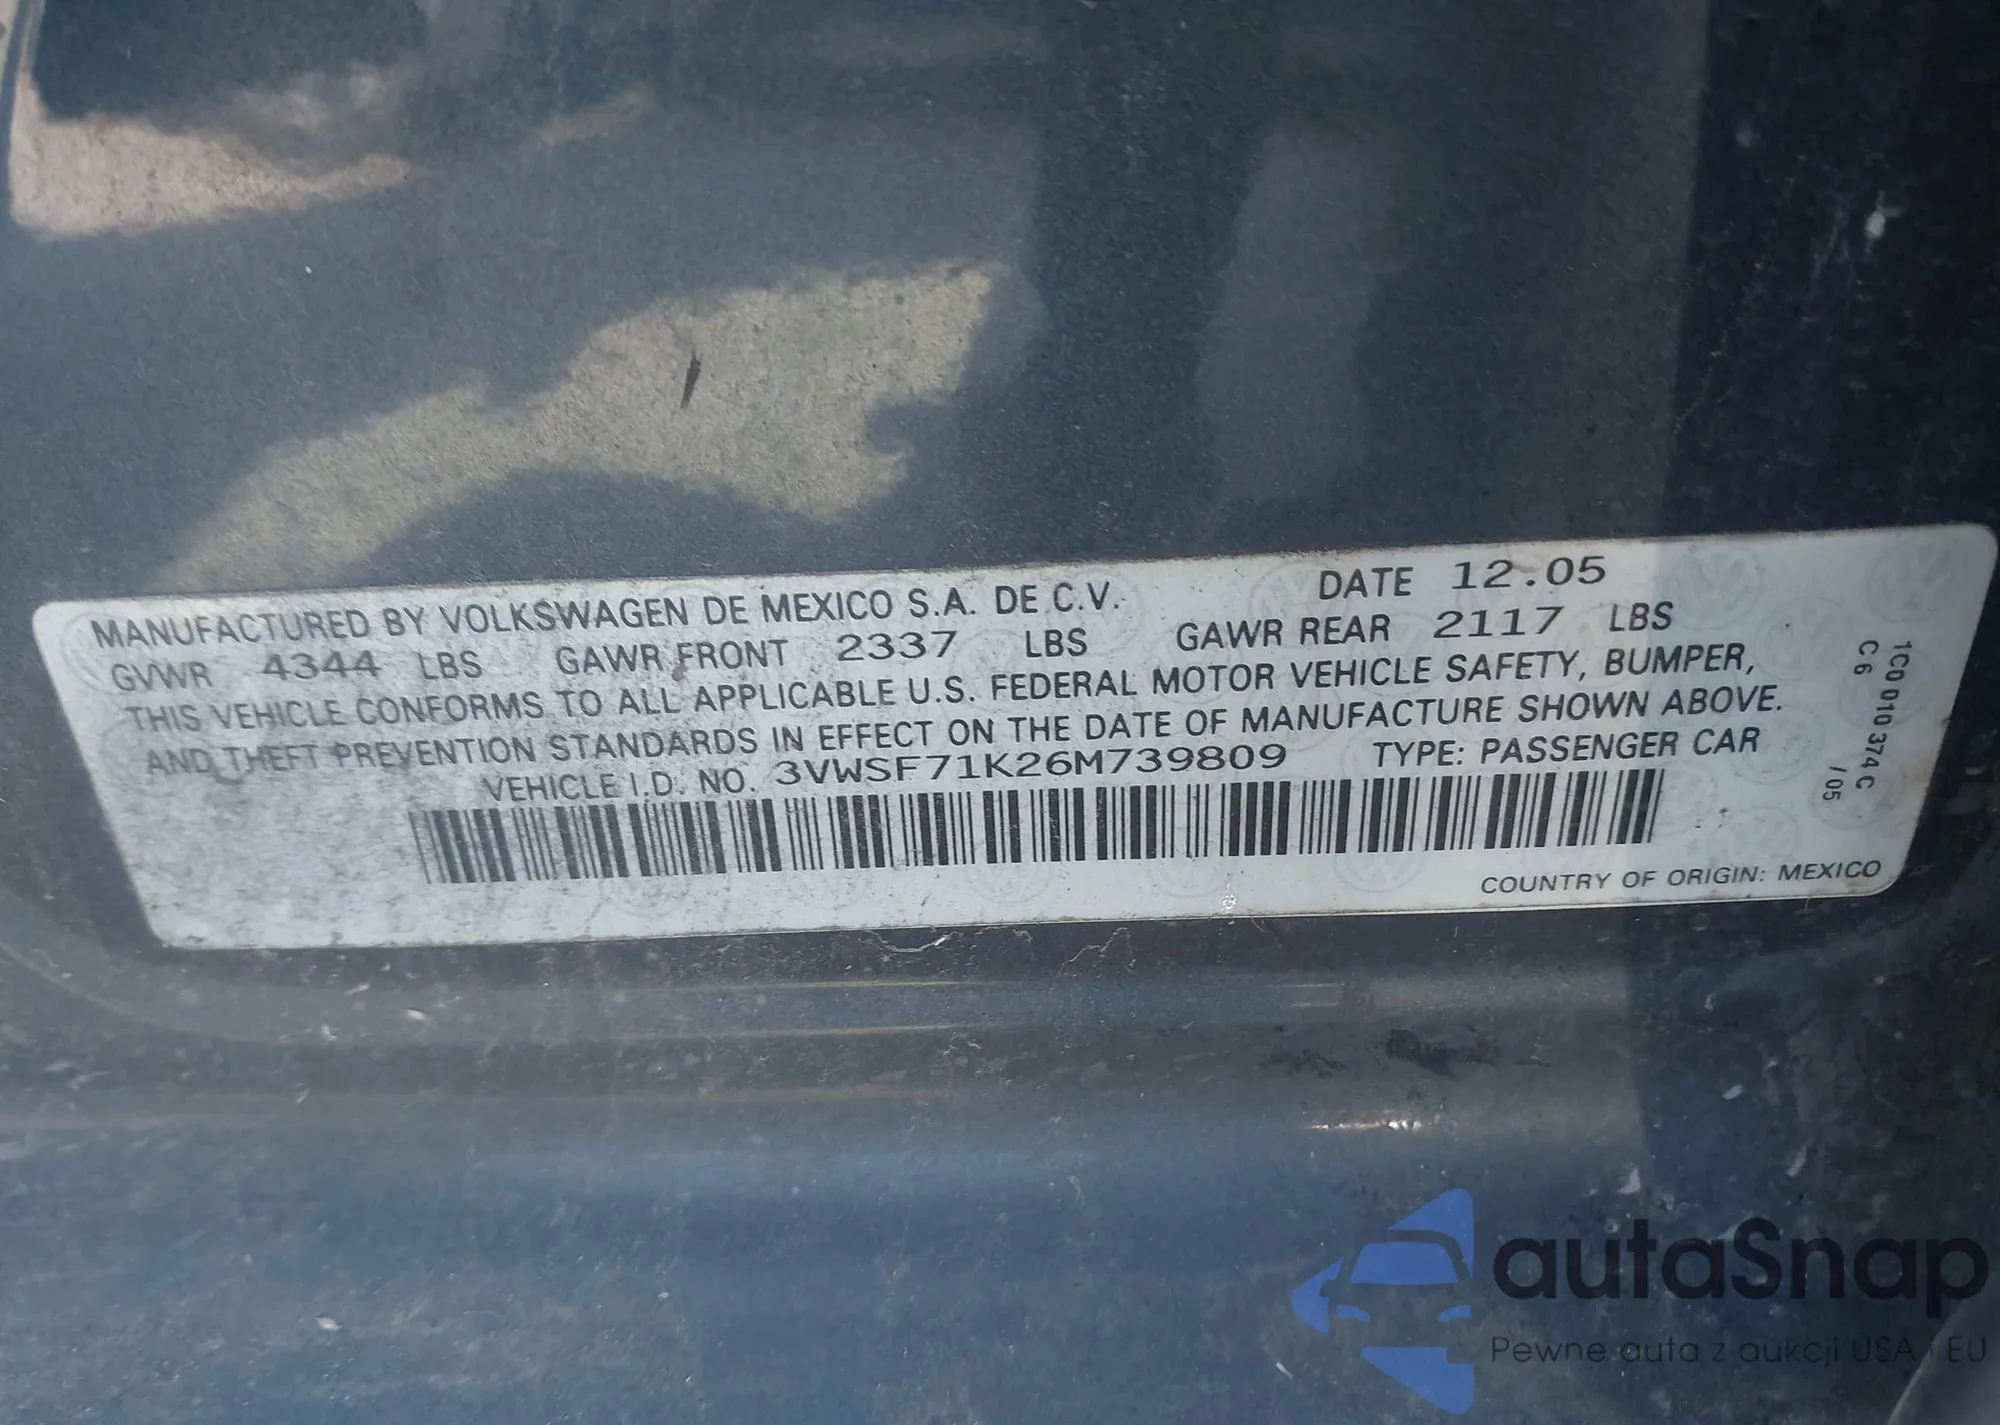 MANUFACTURED BY VOLKSWAGEN DE MEXICO S.A. DE C.V. DATE 12.05
GVWR 4344 LBS GAWR FRONT 2337 LBS GAWR REAR 2117 LBS
THIS VEHICLE CONFORMS TO ALL APPLICABLE U.S. FEDERAL MOTOR VEHICLE SAFETY, BUMPER,
AND THEFT PREVENTION STANDARDS IN EFFECT ON THE DATE OF MANUFACTURE SHOWN ABOVE.
VEHICLE I.D. NO. 3VWSF71K26M739809 TYPE: PASSENGER CAR
COUNTRY OF ORIGIN: MEXICO
1C0 010 374 C
C 6 / 05
autaSnap
Pewne auta z aukcji USA i EU